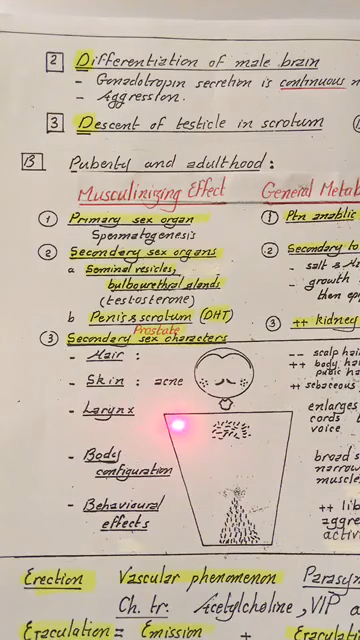 2 Differentiation of male brain
- Gonadotropin secretion is continuous
- Aggression.
3 Descent of testicle in scrotum
B Puberty and adulthood:
Musculinizing Effect
① Primary sex organ
Spermatogenesis
② Secondary sex organs
a Seminal vesicles,
bulbourethral glands
(testosterone)
b Penis & scrotum (DHT)
Prostate
③ Secondary sex characters
- Hair :
- Skin : acne
- Larynx
- Body
configuration
- Behavioural
effects
General Metab
① Ptn anablic
② Secondary to
- salt &
- growth
then
③ ++ kidney
-- scalp hai
++ body ha
pubic hai
++ sebaceous
enlarges
cords
voice
broad s
narrow
muscle
++ lib
aggre
activi
Erection Vascular phenomenon Parasym
Ch. tr. Acetylcholine, VIP
Ejaculation = Emission + Ejaculati